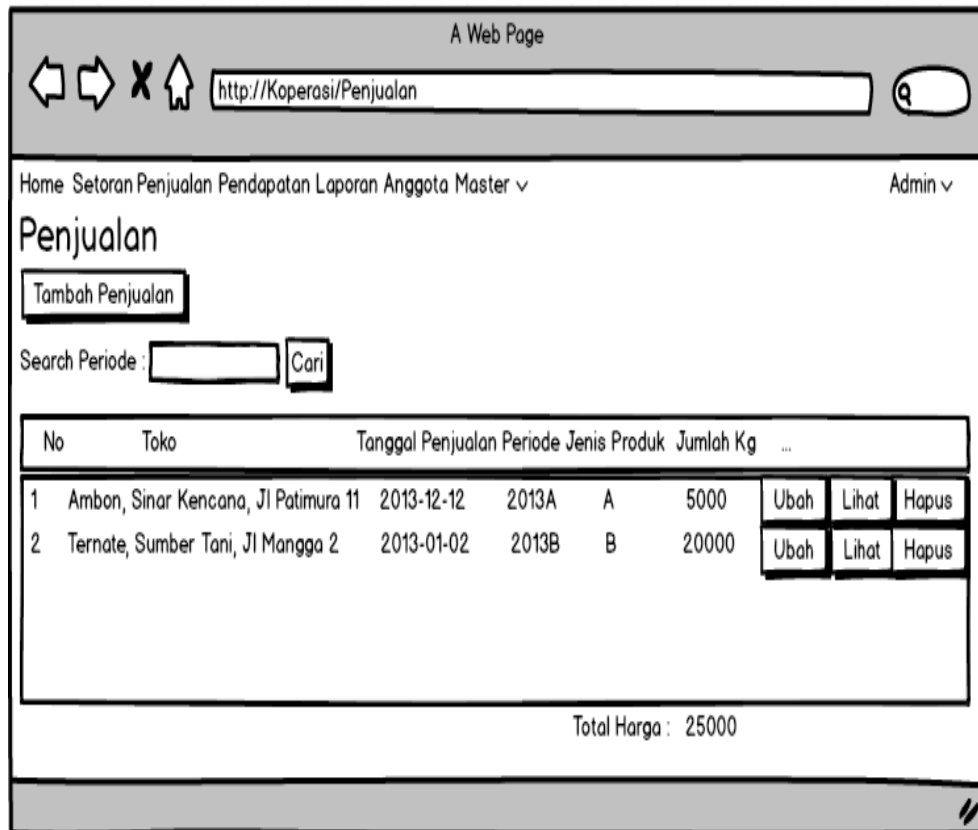 A Web Page
http://Koperasi/Penjualan
Home Setoran Penjualan Pendapatan Laporan Anggota Master Admin
Penjualan
Tambah Penjualan
Search Periode : Cari
No Toko Tanggal Penjualan Periode Jenis Produk Jumlah Kg ...
1 Ambon, Sinar Kencana, Jl Patimura 11 2013-12-12 2013A A 5000 Ubah Lihat Hapus
2 Ternate, Sumber Tani, Jl Mangga 2 2013-01-02 2013B B 20000 Ubah Lihat Hapus
Total Harga : 25000